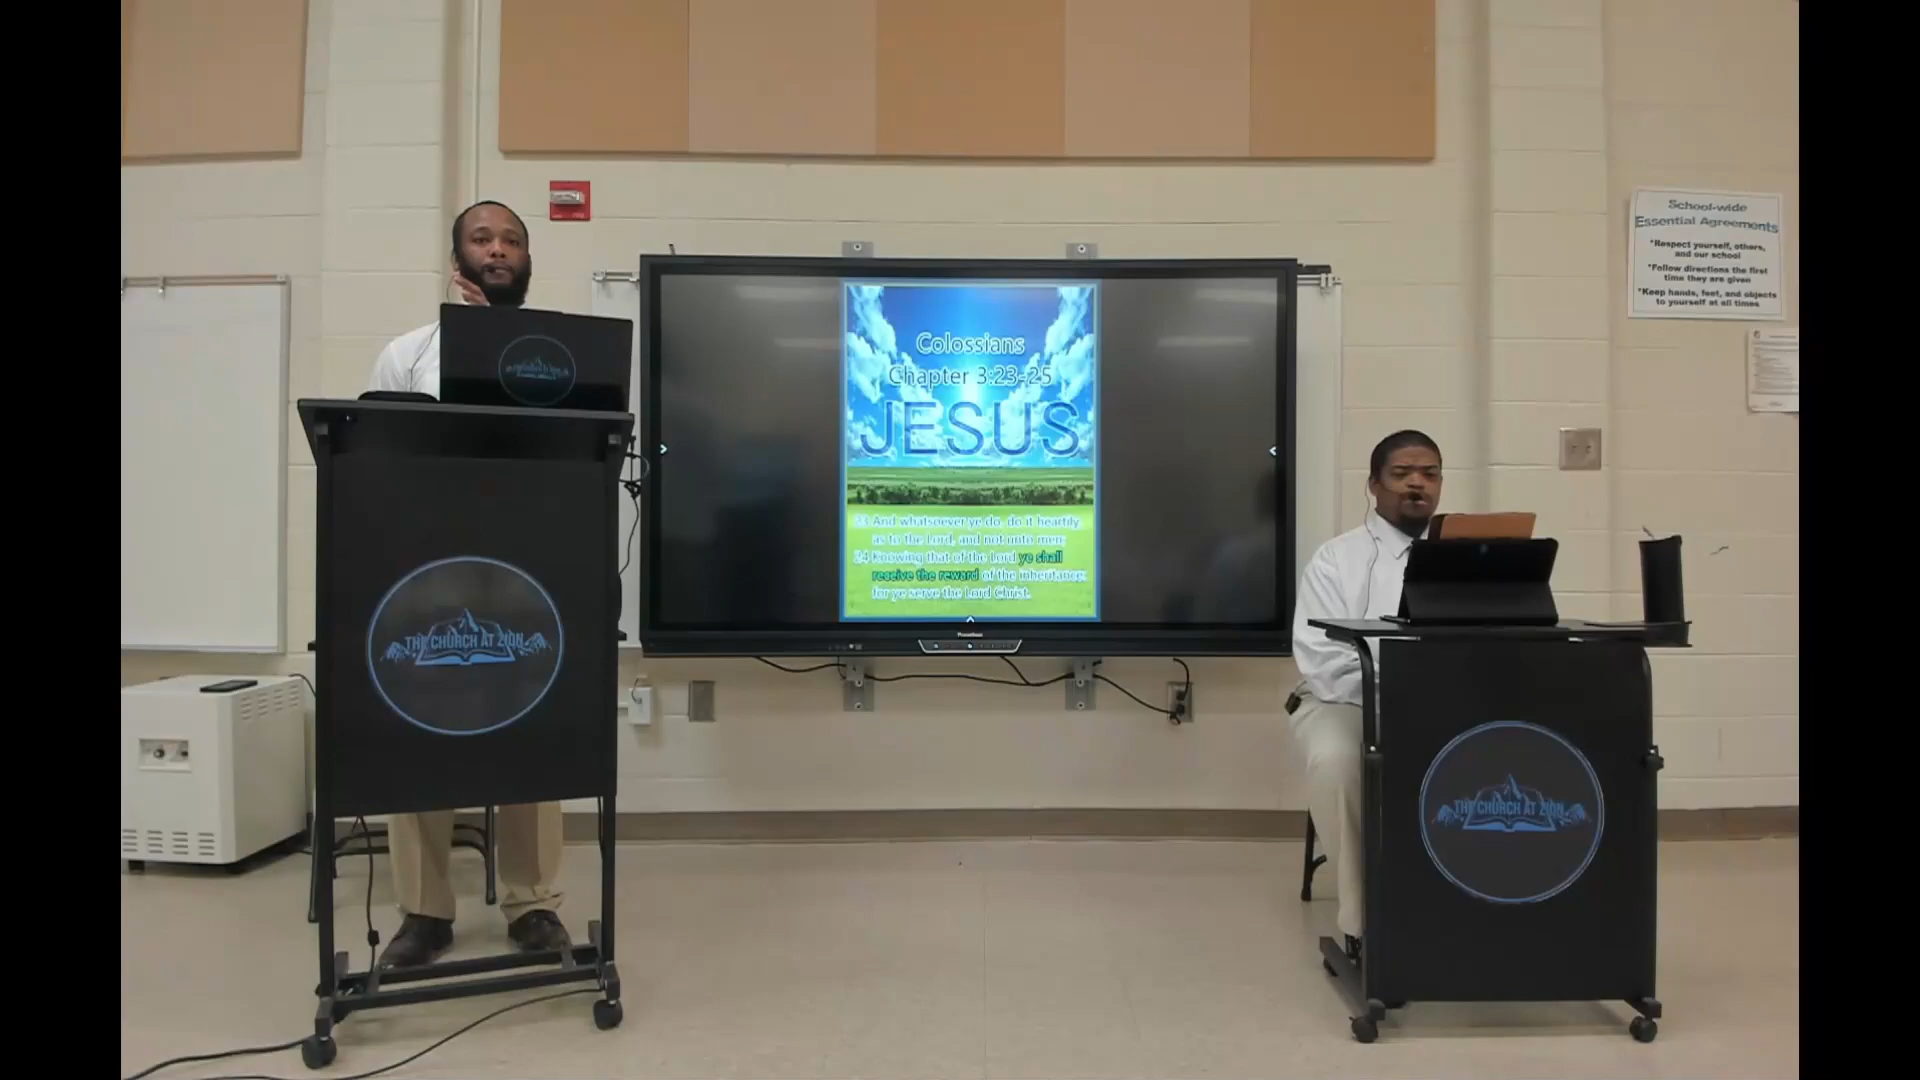 School-wide
Essential Agreements
*Respect yourself, others,
and our school
*Follow directions the first
time they are given
*Keep hands, feet, and objects
to yourself at all times
Colossians
Chapter 3:23-25
JESUS
23 And whatsoever ye do, do it heartily,
as to the Lord, and not unto men;
24 Knowing that of the Lord ye shall
receive the reward of the inheritance:
for ye serve the Lord Christ.
Promethean
THE CHURCH AT ZION
THE CHURCH AT ZION